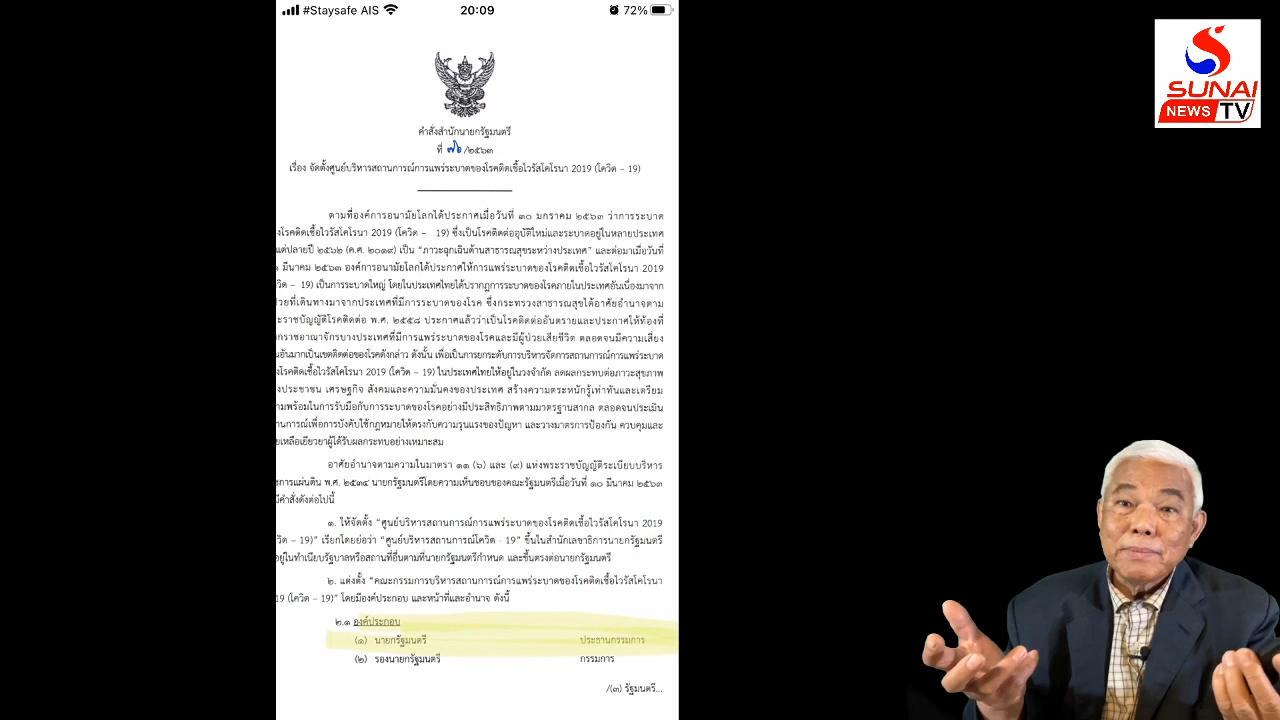 #Staysafe AIS 20:09 72%
SUNAI
NEWS TV
คำสั่งสำนักนายกรัฐมนตรี
ที่ ๗๖ /๒๕๖๓
เรื่อง จัดตั้งศูนย์บริหารสถานการณ์การแพร่ระบาดของโรคติดเชื้อไวรัสโคโรนา 2019 (โควิด – 19)
ตามที่องค์การอนามัยโลกได้ประกาศเมื่อวันที่ ๓๐ มกราคม ๒๕๖๓ ว่าการระบาด
งโรคติดเชื้อไวรัสโคโรนา 2019 (โควิด – 19) ซึ่งเป็นโรคติดต่ออุบัติใหม่และระบาดอยู่ในหลายประเทศ
แต่ปลายปี ๒๕๖๒ (ค.ศ. ๒๐๑๙) เป็น “ภาวะฉุกเฉินด้านสาธารณสุขระหว่างประเทศ” และต่อมาเมื่อวันที่
๑ มีนาคม ๒๕๖๓ องค์การอนามัยโลกได้ประกาศให้การแพร่ระบาดของโรคติดเชื้อไวรัสโคโรนา 2019
วิด – 19) เป็นการระบาดใหญ่ โดยในประเทศไทยได้ปรากฏการระบาดของโรคภายในประเทศอันเนื่องมาจาก
ป่วยที่เดินทางมาจากประเทศที่มีการระบาดของโรค ซึ่งกระทรวงสาธารณสุขได้อาศัยอำนาจตาม
ะราชบัญญัติโรคติดต่อ พ.ศ. ๒๕๕๘ ประกาศแล้วว่าเป็นโรคติดต่ออันตรายและประกาศให้ท้องที่
กราชอาณาจักรบางประเทศที่มีการแพร่ระบาดของโรคและมีผู้ป่วยเสียชีวิต ตลอดจนมีความเสี่ยง
นอันมากเป็นเขตติดต่อของโรคดังกล่าว ดังนั้น เพื่อเป็นการยกระดับการบริหารจัดการสถานการณ์การแพร่ระบาด
งโรคติดเชื้อไวรัสโคโรนา 2019 (โควิด – 19) ในประเทศไทยให้อยู่ในวงจำกัด ลดผลกระทบต่อภาวะสุขภาพ
งประชาชน เศรษฐกิจ สังคมและความมั่นคงของประเทศ สร้างความตระหนักรู้เท่าทันและเตรียม
ามพร้อมในการรับมือกับการระบาดของโรคอย่างมีประสิทธิภาพตามมาตรฐานสากล ตลอดจนประเมิน
านการณ์เพื่อการบังคับใช้กฎหมายให้ตรงกับความรุนแรงของปัญหา และวางมาตรการป้องกัน ควบคุมและ
ยเหลือเยียวยาผู้ได้รับผลกระทบอย่างเหมาะสม
อาศัยอำนาจตามความในมาตรา ๑๑ (๖) และ (๙) แห่งพระราชบัญญัติระเบียบบริหาร
ชการแผ่นดิน พ.ศ. ๒๕๓๔ นายกรัฐมนตรีโดยความเห็นชอบของคณะรัฐมนตรีเมื่อวันที่ ๑๐ มีนาคม ๒๕๖๓
มีคำสั่งดังต่อไปนี้
๑. ให้จัดตั้ง “ศูนย์บริหารสถานการณ์การแพร่ระบาดของโรคติดเชื้อไวรัสโคโรนา 2019
วิด – 19)” เรียกโดยย่อว่า “ศูนย์บริหารสถานการณ์โควิด - 19” ขึ้นในสำนักเลขาธิการนายกรัฐมนตรี
อยู่ในทำเนียบรัฐบาลหรือสถานที่อื่นตามที่นายกรัฐมนตรีกำหนด และขึ้นตรงต่อนายกรัฐมนตรี
๒. แต่งตั้ง “คณะกรรมการบริหารสถานการณ์การแพร่ระบาดของโรคติดเชื้อไวรัสโคโรนา
19 (โควิด – 19)” โดยมีองค์ประกอบ และหน้าที่และอำนาจ ดังนี้
๒.๑ องค์ประกอบ
(๑) นายกรัฐมนตรี ประธานกรรมการ
(๒) รองนายกรัฐมนตรี กรรมการ
/(๓) รัฐมนตรี...